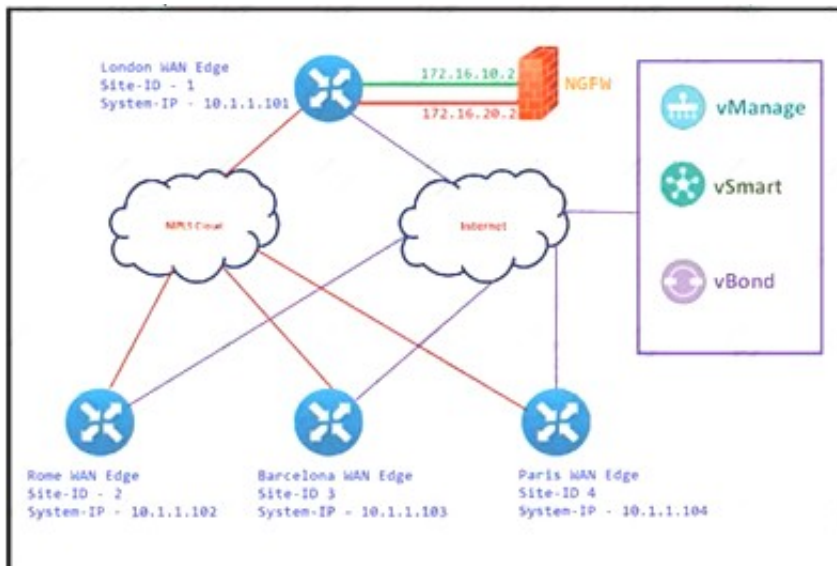 London WAN Edge
Site-ID - 1
System-IP - 10.1.1.101
172.16.10.2
NGFW
172.16.20.2
vManage
vSmart
vBond
MPLS Cloud
Internet
Rome WAN Edge
Site-ID - 2
System-IP - 10.1.1.102
Barcelona WAN Edge
Site-ID 3
System-IP - 10.1.1.103
Paris WAN Edge
Site-ID 4
System-IP - 10.1.1.104